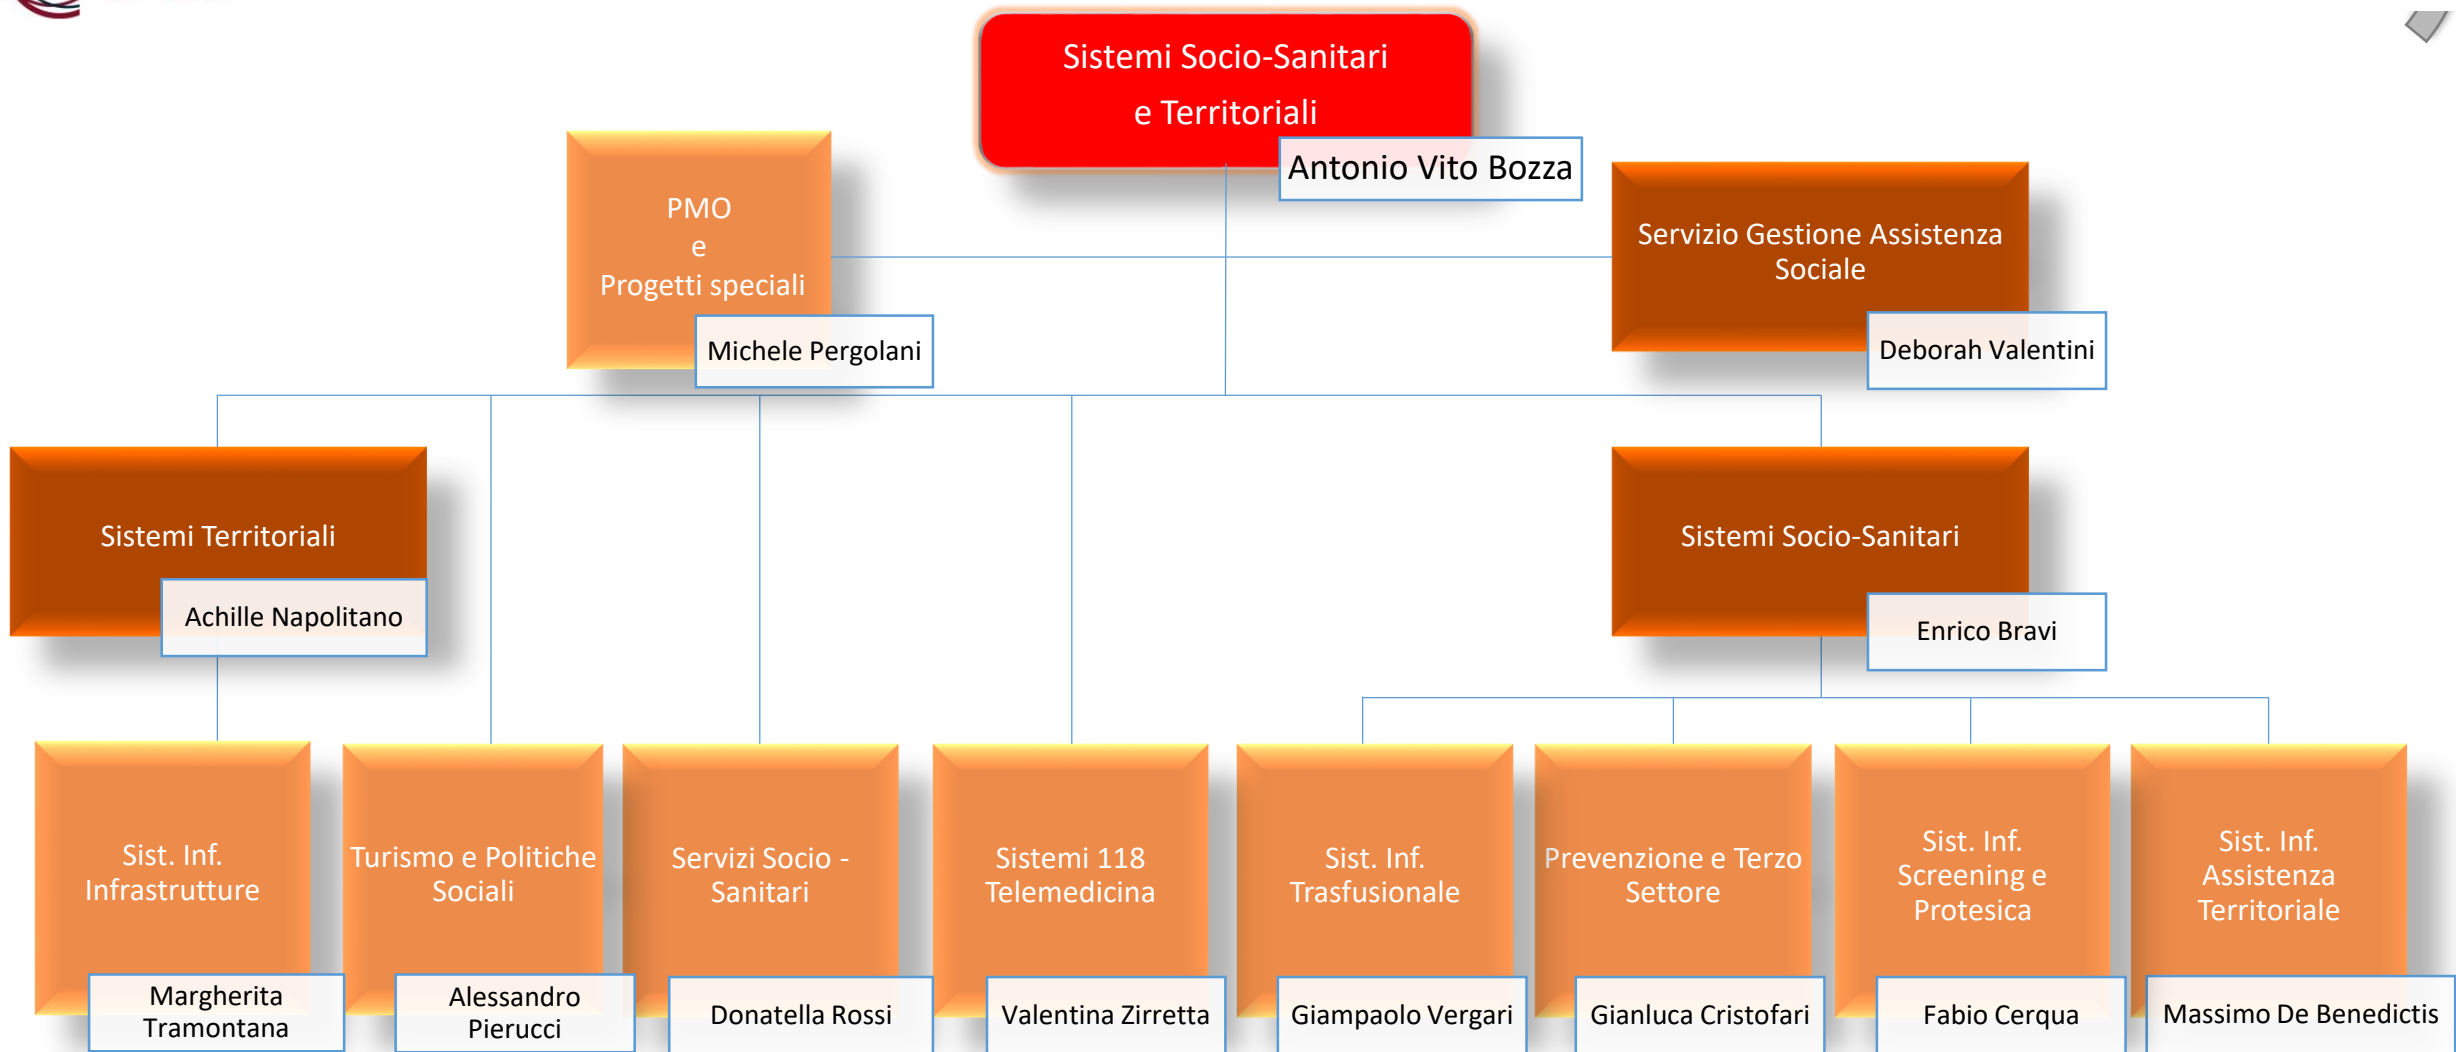 Sistemi Socio-Sanitari
e Territoriali
Antonio Vito Bozza
PMO
e
Progetti speciali
Michele Pergolani
Servizio Gestione Assistenza
Sociale
Deborah Valentini
Sistemi Territoriali
Achille Napolitano
Sistemi Socio-Sanitari
Enrico Bravi
Sist. Inf.
Infrastrutture
Margherita
Tramontana
Turismo e Politiche
Sociali
Alessandro
Pierucci
Servizi Socio -
Sanitari
Donatella Rossi
Sistemi 118
Telemedicina
Valentina Zirretta
Sist. Inf.
Trasfusionale
Giampaolo Vergari
Prevenzione e Terzo
Settore
Gianluca Cristofari
Sist. Inf.
Screening e
Protesica
Fabio Cerqua
Sist. Inf.
Assistenza
Territoriale
Massimo De Benedictis